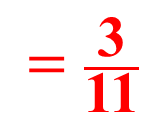 = 3/11